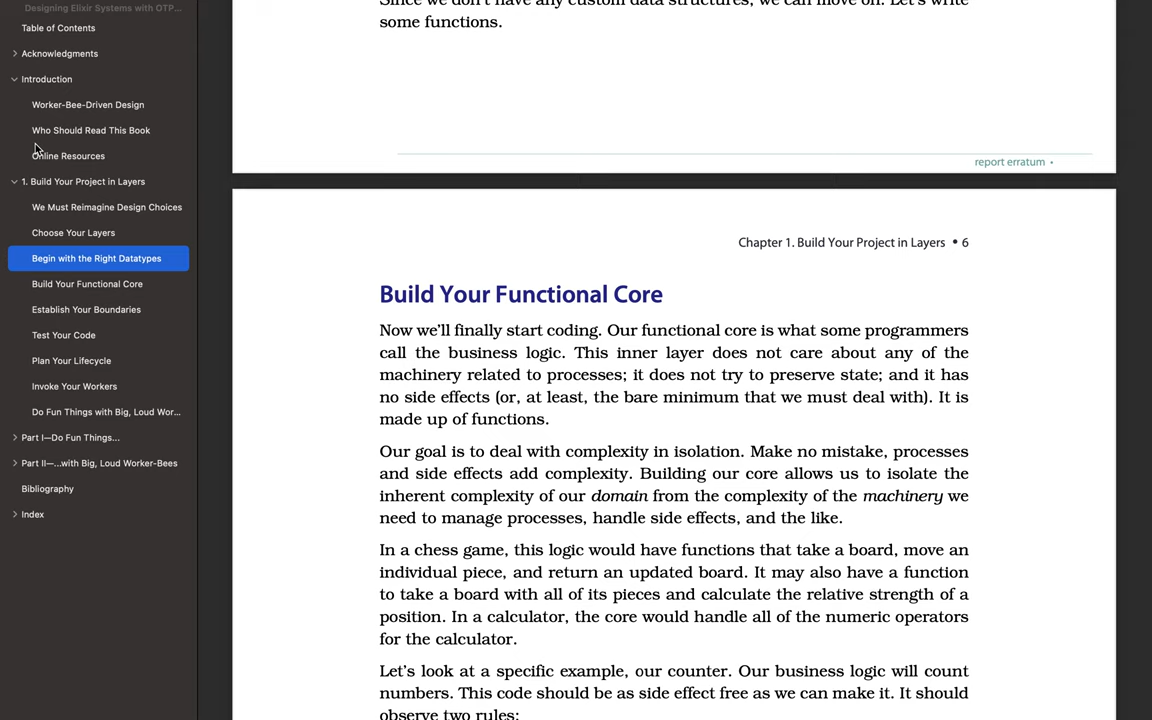 Designing Elixir Systems with OTP...
Table of Contents
Acknowledgments
Introduction
Worker-Bee-Driven Design
Who Should Read This Book
Online Resources
1. Build Your Project in Layers
We Must Reimagine Design Choices
Choose Your Layers
Begin with the Right Datatypes
Build Your Functional Core
Establish Your Boundaries
Test Your Code
Plan Your Lifecycle
Invoke Your Workers
Do Fun Things with Big, Loud Wor...
Part I—Do Fun Things...
Part II—...with Big, Loud Worker-Bees
Bibliography
Index
Since we don't have any custom data structures, we can move on. Let's write
some functions.
report erratum •
Chapter 1. Build Your Project in Layers • 6
Build Your Functional Core
Now we'll finally start coding. Our functional core is what some programmers
call the business logic. This inner layer does not care about any of the
machinery related to processes; it does not try to preserve state; and it has
no side effects (or, at least, the bare minimum that we must deal with). It is
made up of functions.
Our goal is to deal with complexity in isolation. Make no mistake, processes
and side effects add complexity. Building our core allows us to isolate the
inherent complexity of our domain from the complexity of the machinery we
need to manage processes, handle side effects, and the like.
In a chess game, this logic would have functions that take a board, move an
individual piece, and return an updated board. It may also have a function
to take a board with all of its pieces and calculate the relative strength of a
position. In a calculator, the core would handle all of the numeric operators
for the calculator.
Let's look at a specific example, our counter. Our business logic will count
numbers. This code should be as side effect free as we can make it. It should
observe two rules: